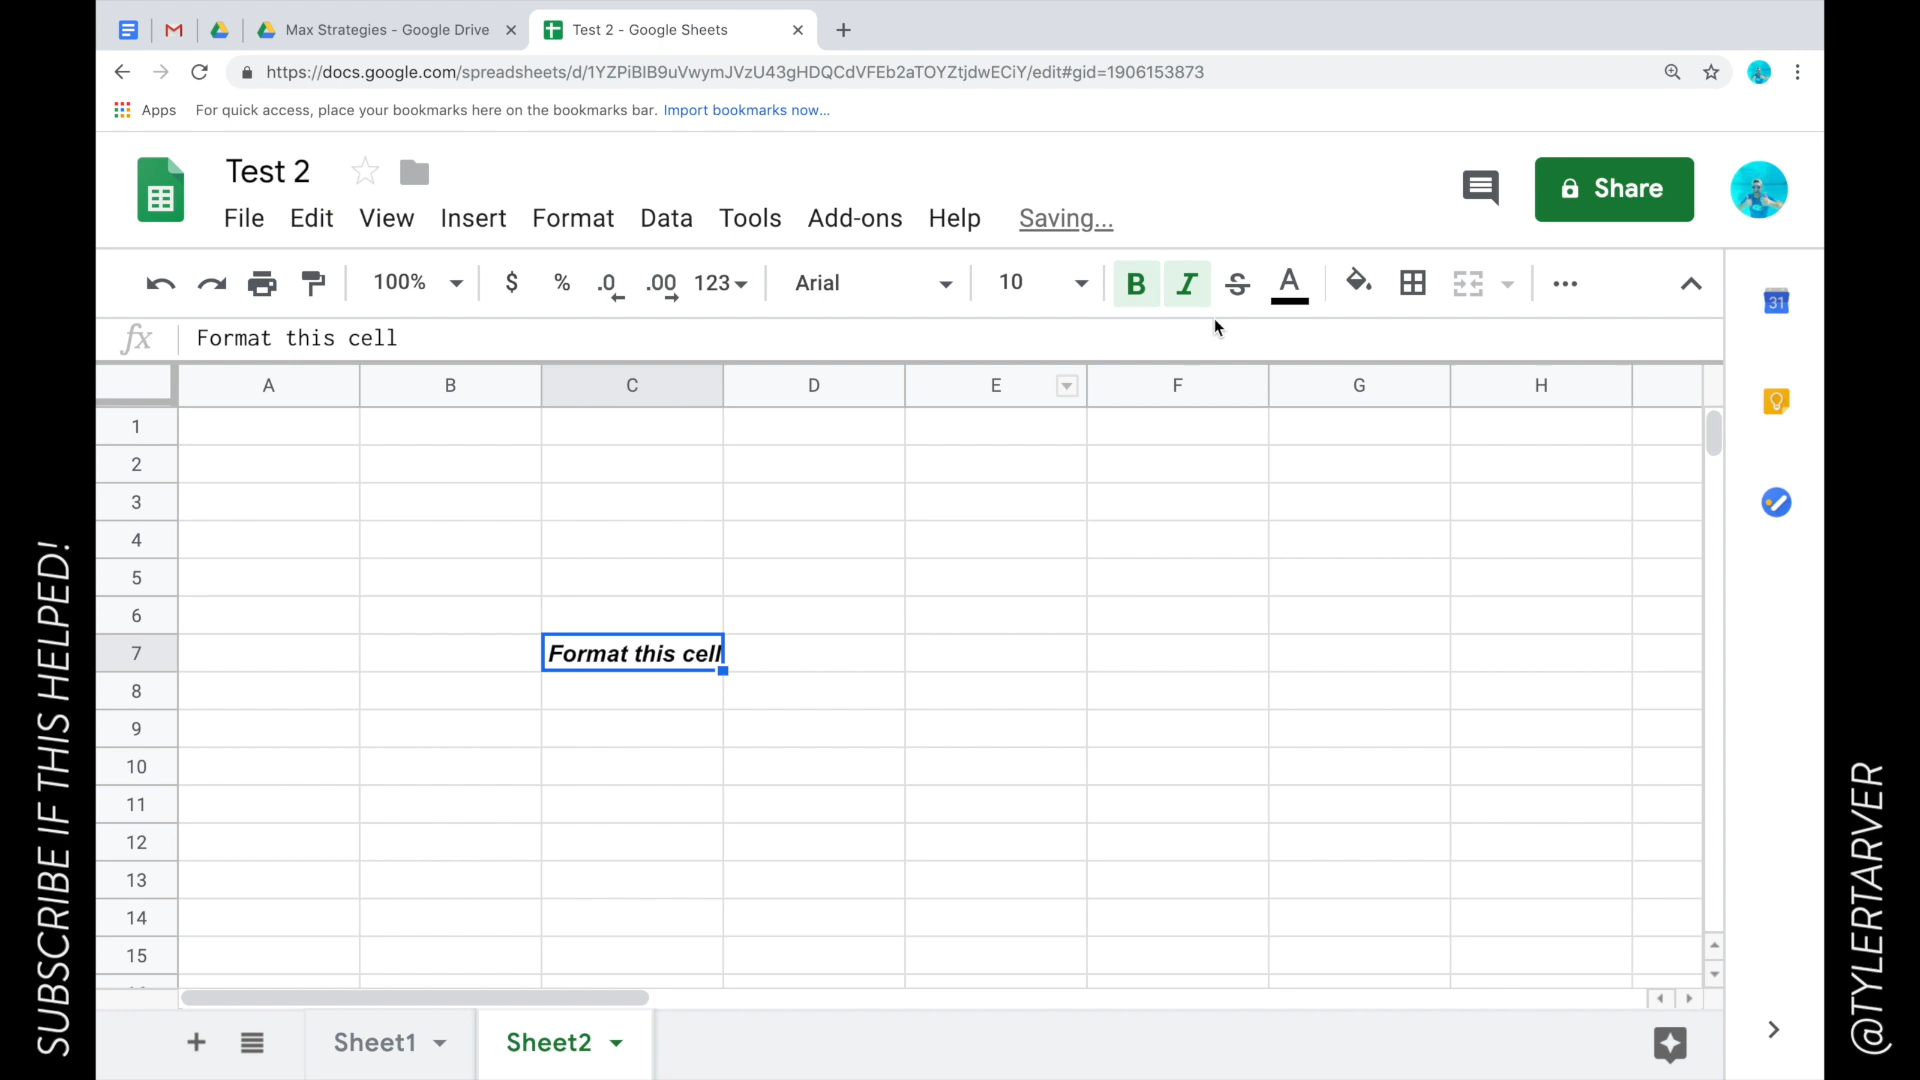 Max Strategies - Google Drive
Test 2 - Google Sheets
https://docs.google.com/spreadsheets/d/1YZPiBIB9uVwymJVzU43gHDQCdVFEb2aTOYZtjdwECiY/edit#gid=1906153873
Apps For quick access, place your bookmarks here on the bookmarks bar. Import bookmarks now...
Test 2
Share
File Edit View Insert Format Data Tools Add-ons Help Saving...
100% $ % .0 .00 123 Arial 10 B I S A
31
fx Format this cell
A B C D E F G H
1
2
3
4
5
6
7 Format this cell
8
9
10
11
12
13
14
15
Sheet1 Sheet2
SUBSCRIBE IF THIS HELPED!
@TYLERTARVER